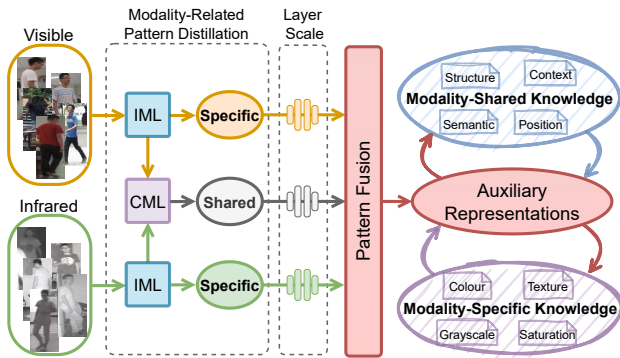 Visible
Modality-Related
Pattern Distillation
Layer
Scale
IML
Specific
CML
Shared
Infrared
IML
Specific
Pattern Fusion
Structure
Context
Modality-Shared Knowledge
Semantic
Position
Auxiliary
Representations
Colour
Texture
Modality-Specific Knowledge
Grayscale
Saturation